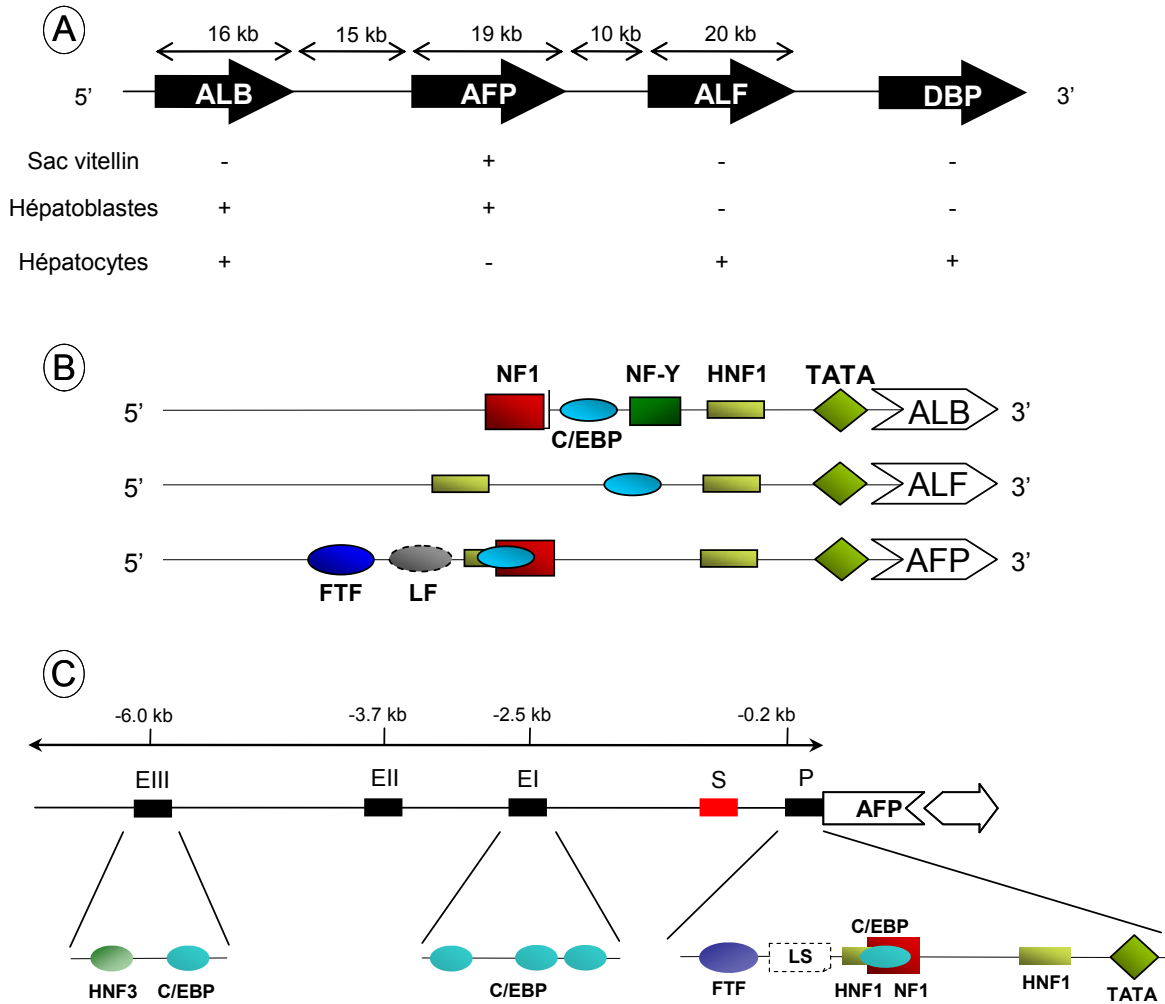 A
16 kb 15 kb 19 kb 10 kb 20 kb
5’ ALB AFP ALF DBP 3’
Sac vitellin - + - -
Hépatoblastes + + - -
Hépatocytes + - + +
B
NF1 NF-Y HNF1 TATA
5’ ALB 3’
C/EBP
5’ ALF 3’
5’ AFP 3’
FTF LF
C
-6.0 kb -3.7 kb -2.5 kb -0.2 kb
EIII EII EI S P
AFP
C/EBP
LS
HNF3 C/EBP C/EBP FTF HNF1 NF1 HNF1 TATA